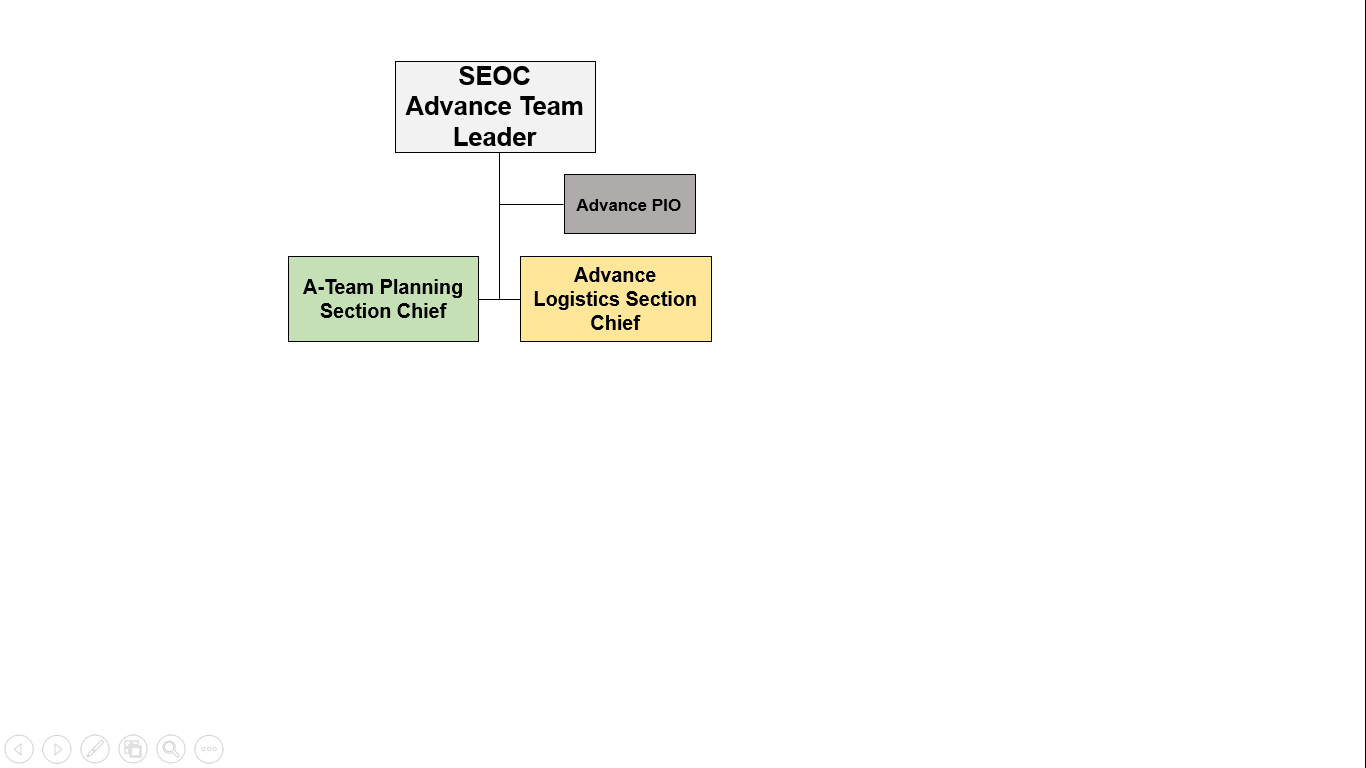 SEOC
Advance Team
Leader
Advance PIO
A-Team Planning
Section Chief
Advance
Logistics Section
Chief